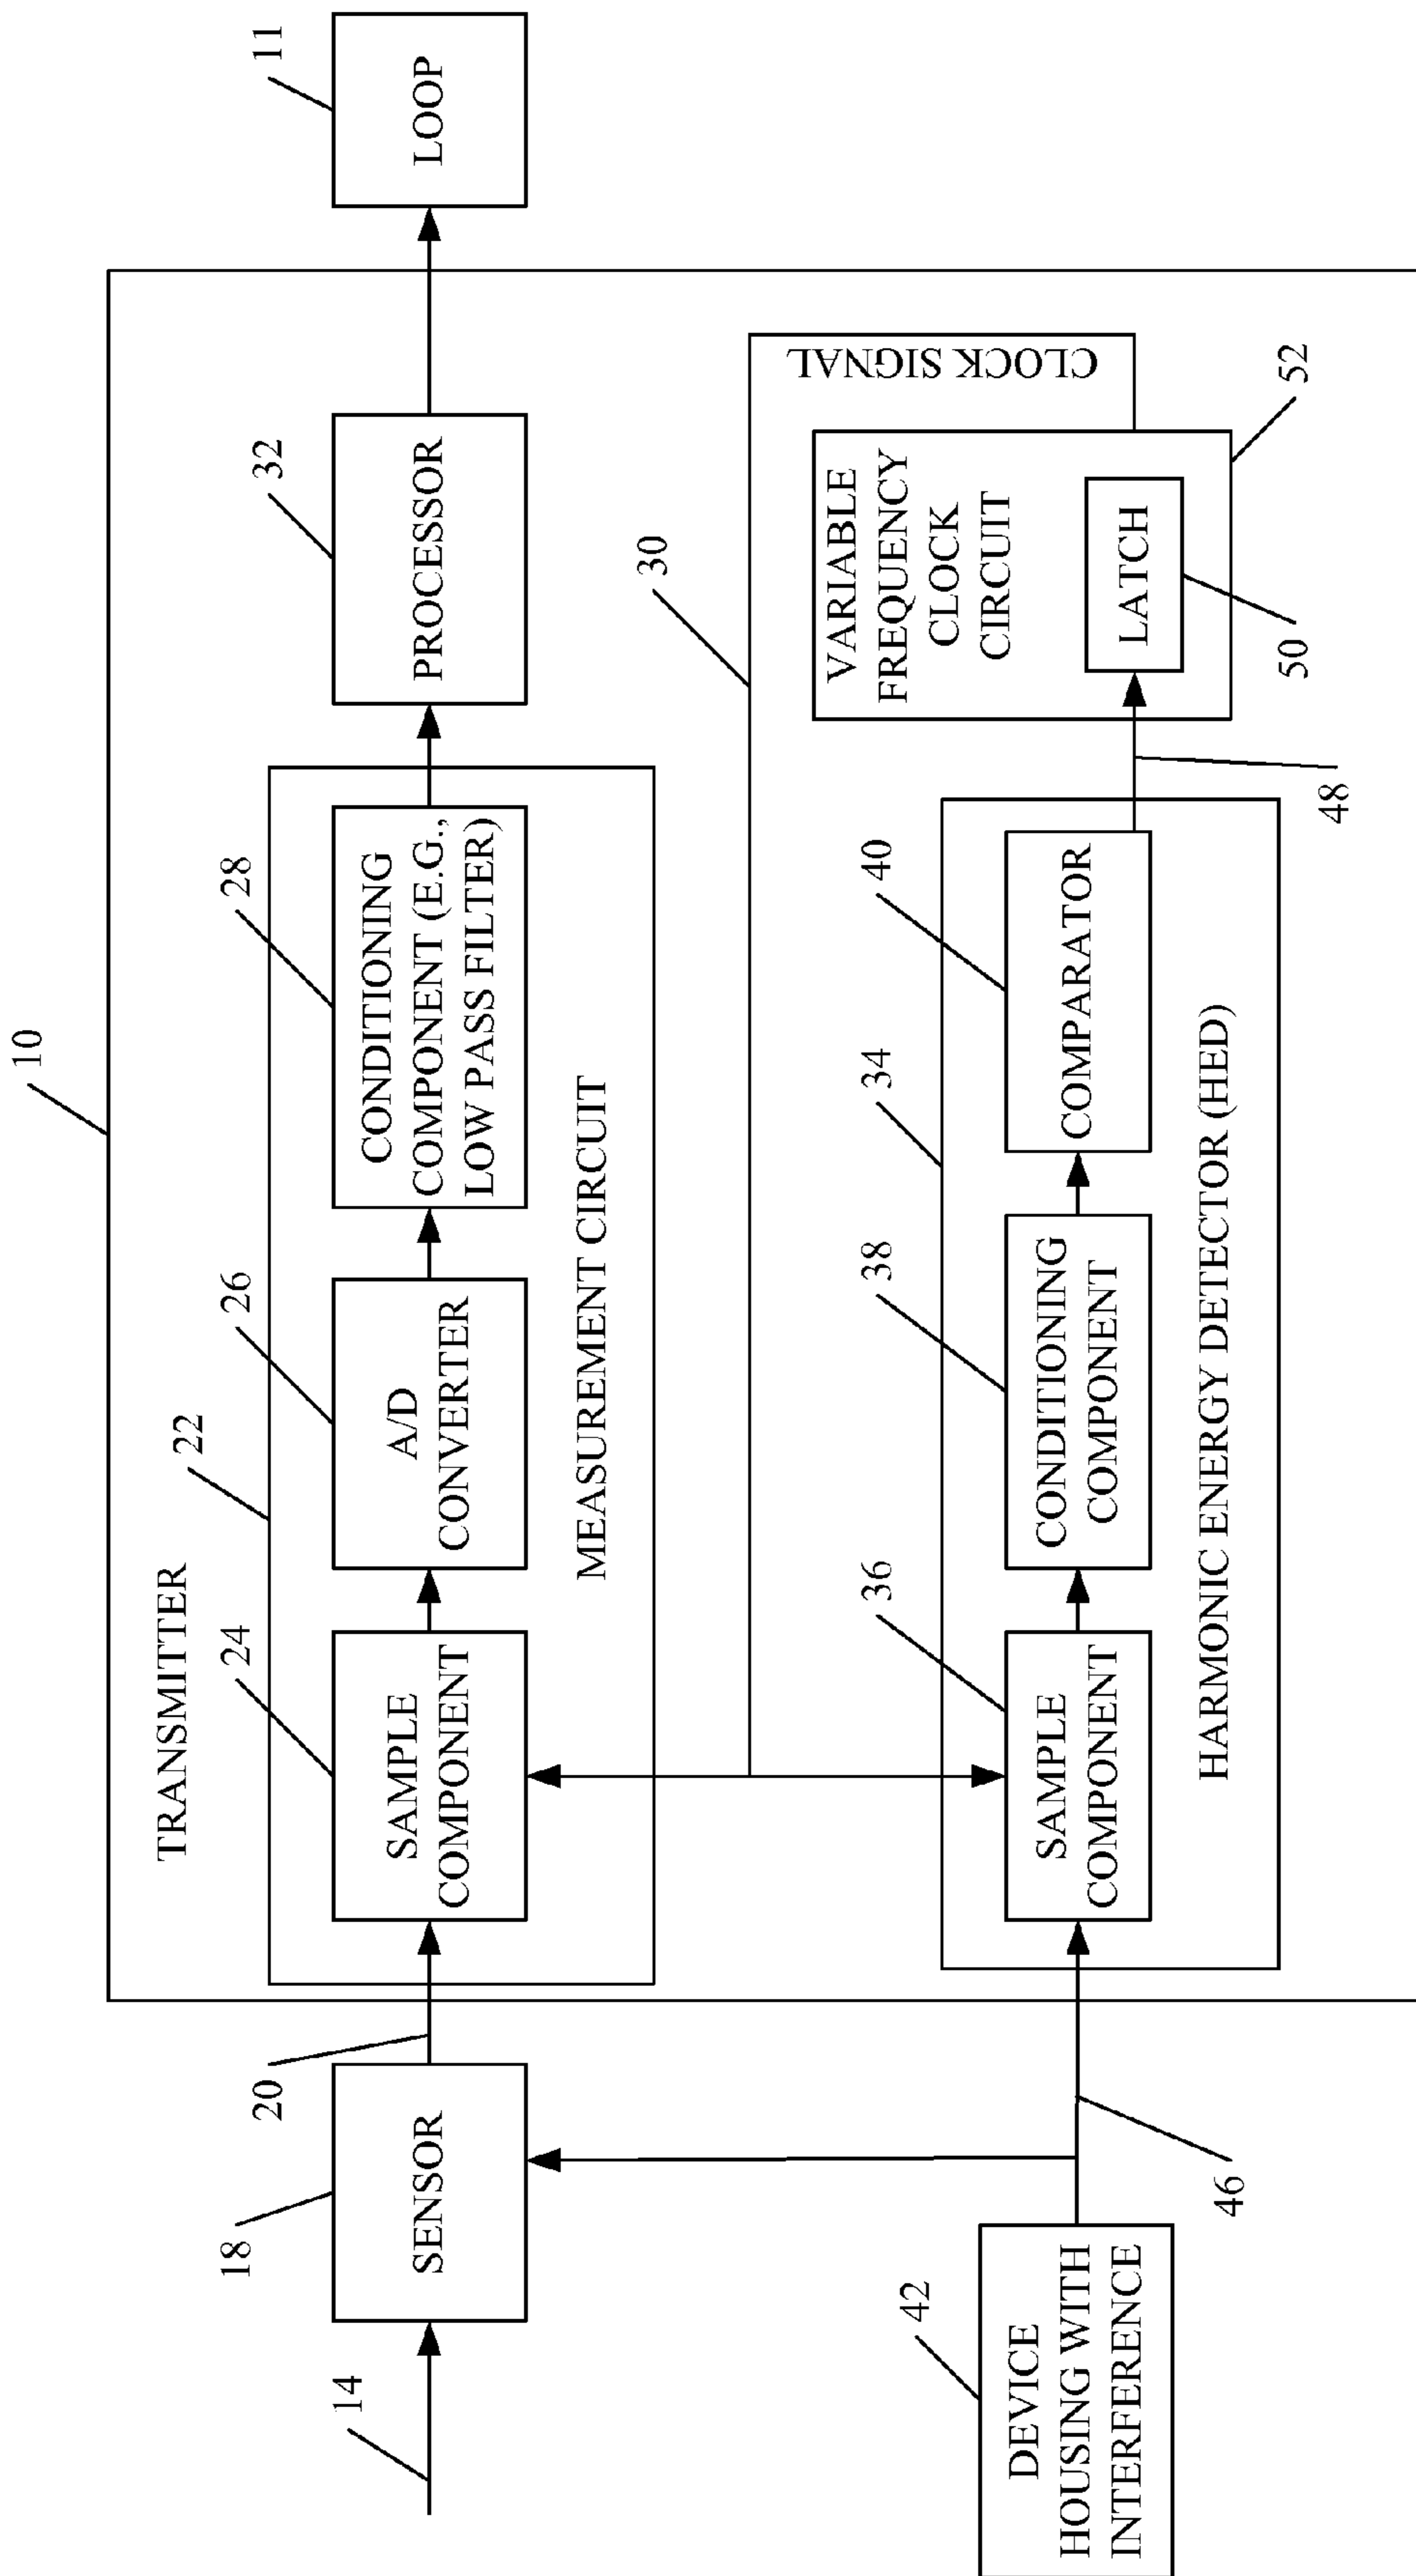 10
TRANSMITTER
14
18
SENSOR
20
22
24
SAMPLE
COMPONENT
26
A/D
CONVERTER
28
CONDITIONING
COMPONENT (E.G.,
LOW PASS FILTER)
MEASUREMENT CIRCUIT
32
PROCESSOR
11
LOOP
30
CLOCK SIGNAL
42
DEVICE
HOUSING WITH
INTERFERENCE
46
34
36
SAMPLE
COMPONENT
38
CONDITIONING
COMPONENT
40
COMPARATOR
HARMONIC ENERGY DETECTOR (HED)
48
VARIABLE
FREQUENCY
CLOCK
CIRCUIT
LATCH
50
52